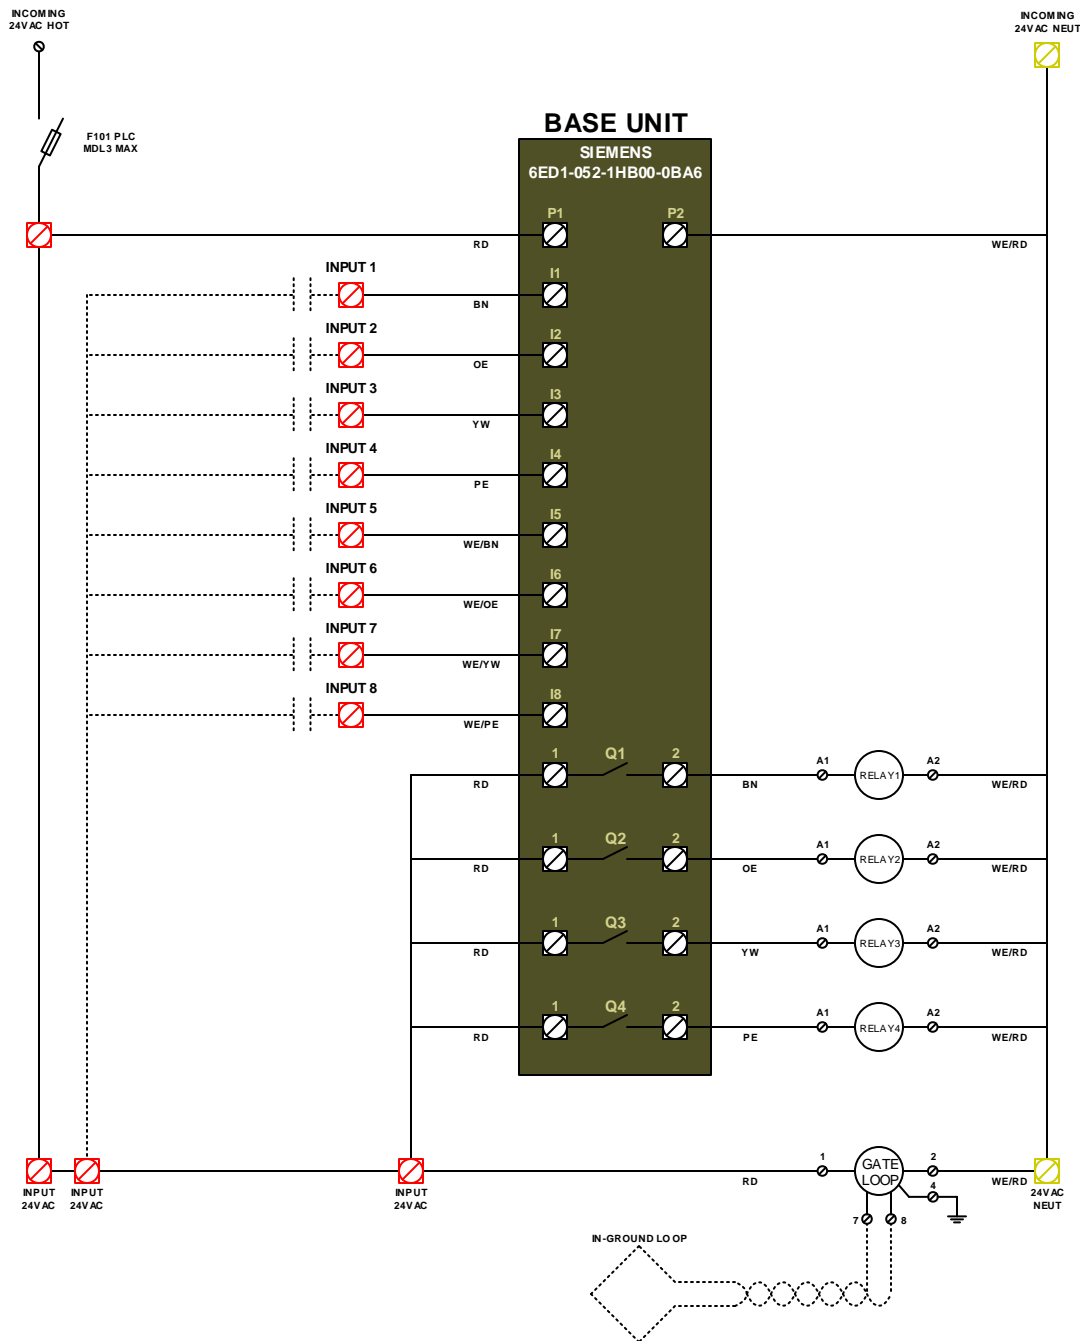 INCOMING
24VAC HOT
INCOMING
24VAC NEUT
F101 PLC
MDL3 MAX
BASE UNIT
SIEMENS
6ED1-052-1HB00-0BA6
P1
P2
RD
WE/RD
INPUT 1
I1
BN
INPUT 2
I2
OE
INPUT 3
I3
YW
INPUT 4
I4
PE
INPUT 5
I5
WE/BN
INPUT 6
I6
WE/OE
INPUT 7
I7
WE/YW
INPUT 8
I8
WE/PE
1
Q1
2
A1
RELAY1
A2
RD
BN
WE/RD
1
Q2
2
A1
RELAY2
A2
RD
OE
WE/RD
1
Q3
2
A1
RELAY3
A2
RD
YW
WE/RD
1
Q4
2
A1
RELAY4
A2
RD
PE
WE/RD
1
GATE
LOOP
2
4
RD
WE/RD
INPUT
24VAC
INPUT
24VAC
INPUT
24VAC
24VAC
NEUT
7
8
IN-GROUND LOOP